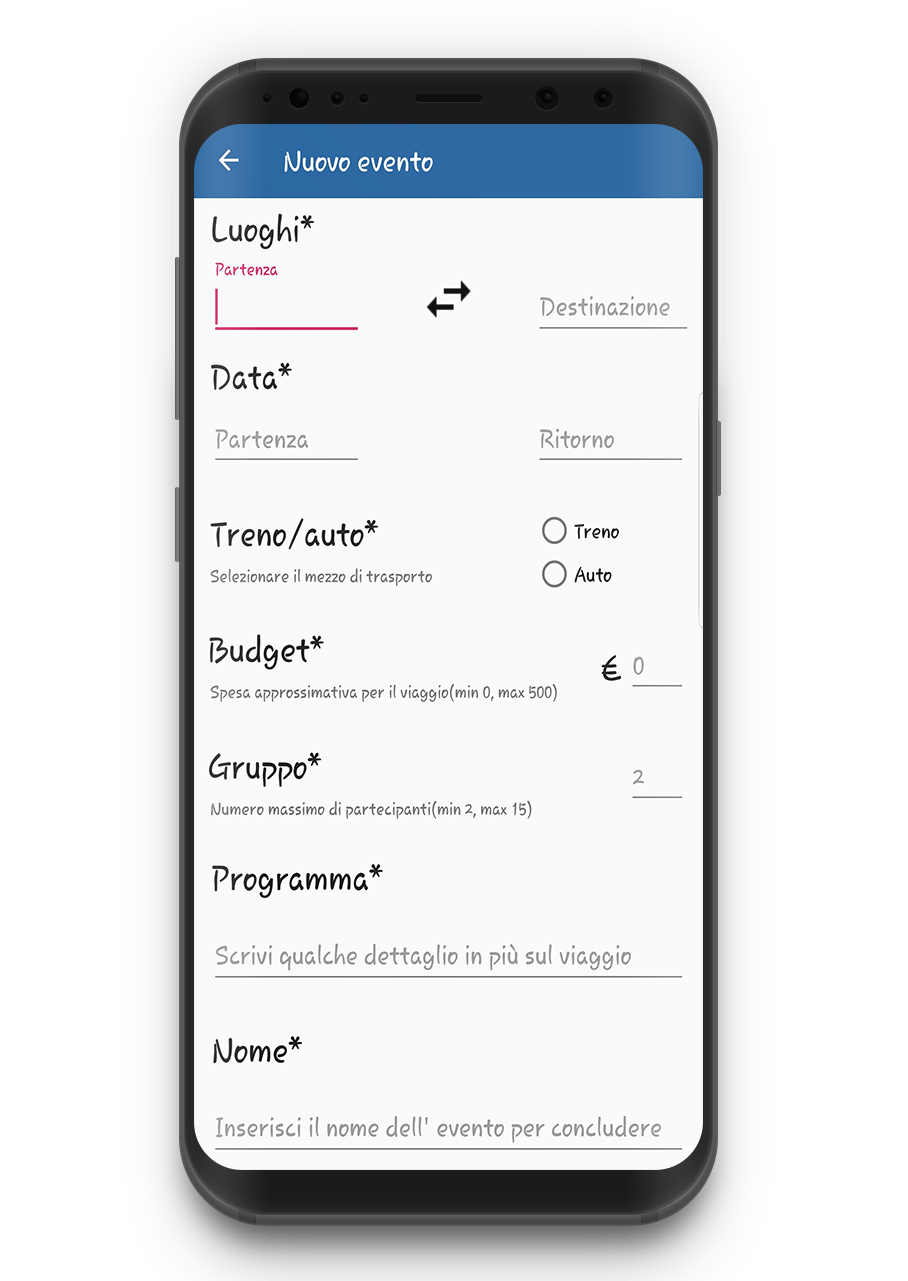 Nuovo evento
Luoghi*
Partenza
Destinazione
Data*
Partenza Ritorno
Treno/auto*
Treno
Selezionare il mezzo di trasporto
Auto
Budget*
€ 0
Spesa approssimativa per il viaggio(min 0, max 500)
Gruppo*
2
Numero massimo di partecipanti(min 2, max 15)
Programma*
Scrivi qualche dettaglio in più sul viaggio
Nome*
Inserisci il nome dell' evento per concludere